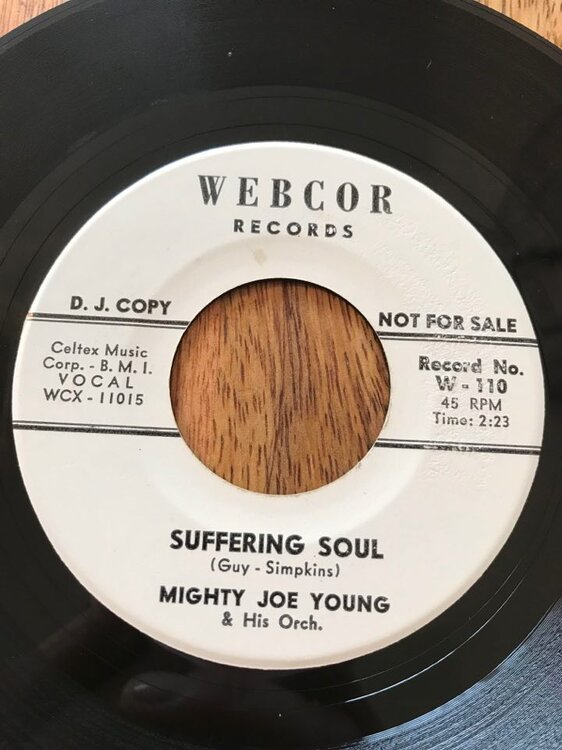 WEBCOR
RECORDS
D. J. COPY
NOT FOR SALE
Celtex Music
Corp. - B. M. I.
VOCAL
WCX - 11015
Record No.
W - 110
45 RPM
Time: 2:23
SUFFERING SOUL
(Guy - Simpkins)
MIGHTY JOE YOUNG
& His Orch.